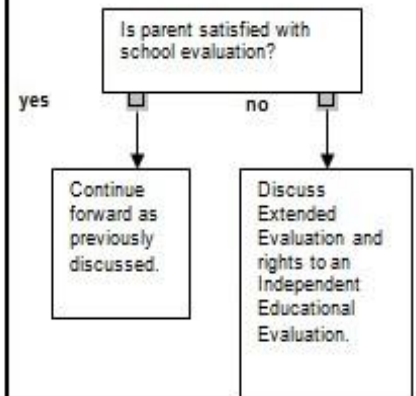 Is parent satisfied with
school evaluation?
yes
no
Continue
forward as
previously
discussed.
Discuss
Extended
Evaluation and
rights to an
Independent
Educational
Evaluation.